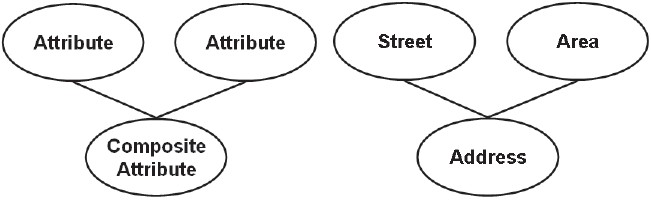 Attribute
Attribute
Street
Area
Composite
Attribute
Address